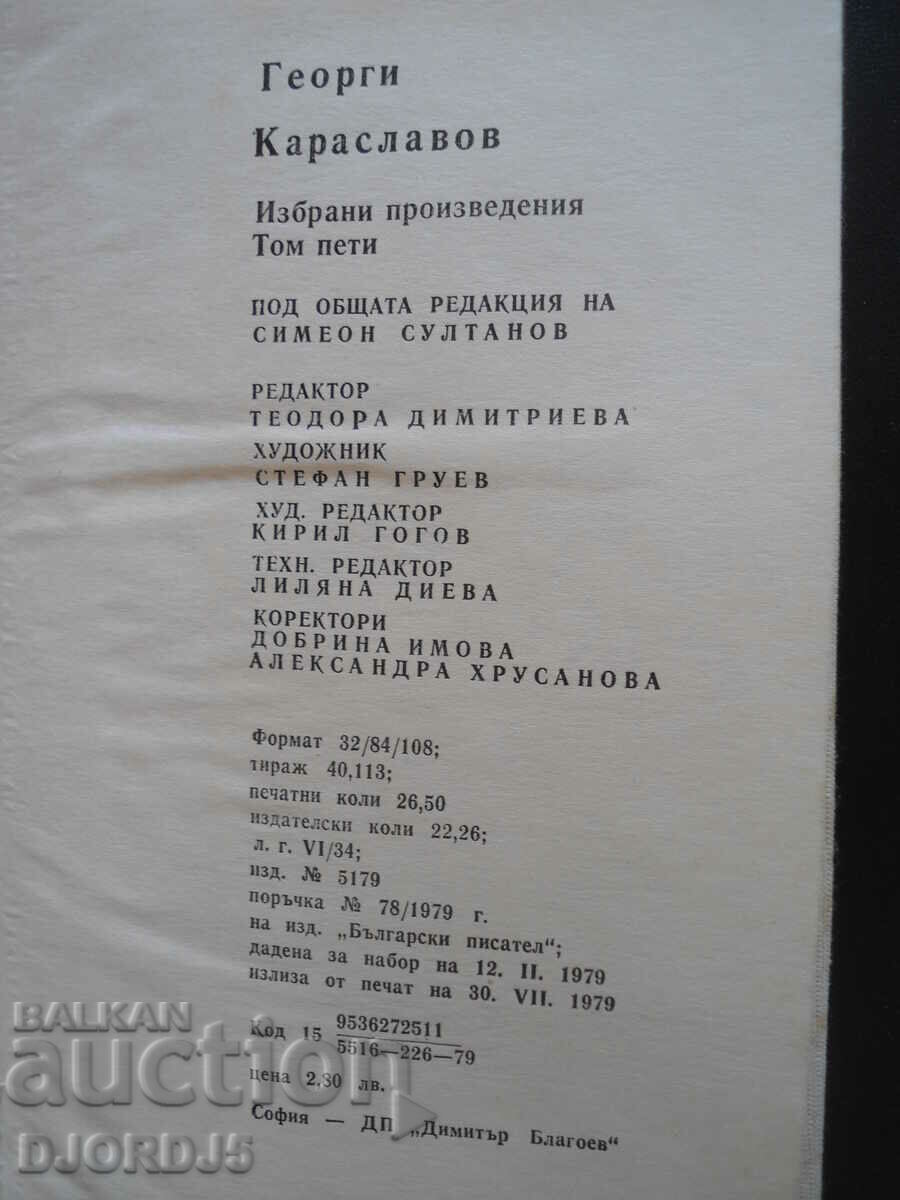 Георги
Караславов
Избрани произведения
Том пети
ПОД ОБЩАТА РЕДАКЦИЯ НА
СИМЕОН СУЛТАНОВ
РЕДАКТОР
ТЕОДОРА ДИМИТРИЕВА
ХУДОЖНИК
СТЕФАН ГРУЕВ
ХУД. РЕДАКТОР
КИРИЛ ГОГОВ
ТЕХН. РЕДАКТОР
ЛИЛЯНА ДИЕВА
КОРЕКТОРИ
ДОБРИНА ИМОВА
АЛЕКСАНДРА ХРУСАНОВА
Формат 32/84/108;
тираж 40,113;
печатни коли 26,50
издателски коли 22,26;
л. г. VI/34;
изд. № 5179
поръчка № 78/1979 г.
на изд. „Български писател“;
дадена за набор на 12. II. 1979
излиза от печат на 30. VII. 1979
Код 15 9536272511
5516—226—79
цена 2,80 лв.
София — ДП „Димитър Благоев“
BALKAN
auction
DJORDJ5